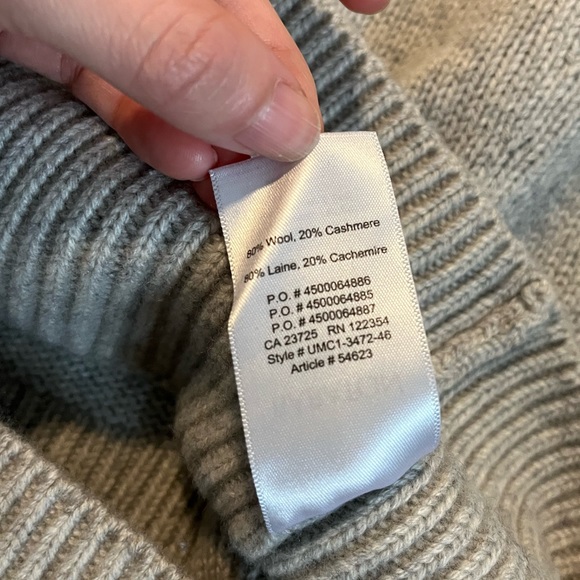 80% Wool, 20% Cashmere
80% Laine, 20% Cachemire
P.O. # 4500064886
P.O. # 4500064885
P.O. # 4500064887
CA 23725 RN 122354
Style # UMC1-3472-46
Article # 54623